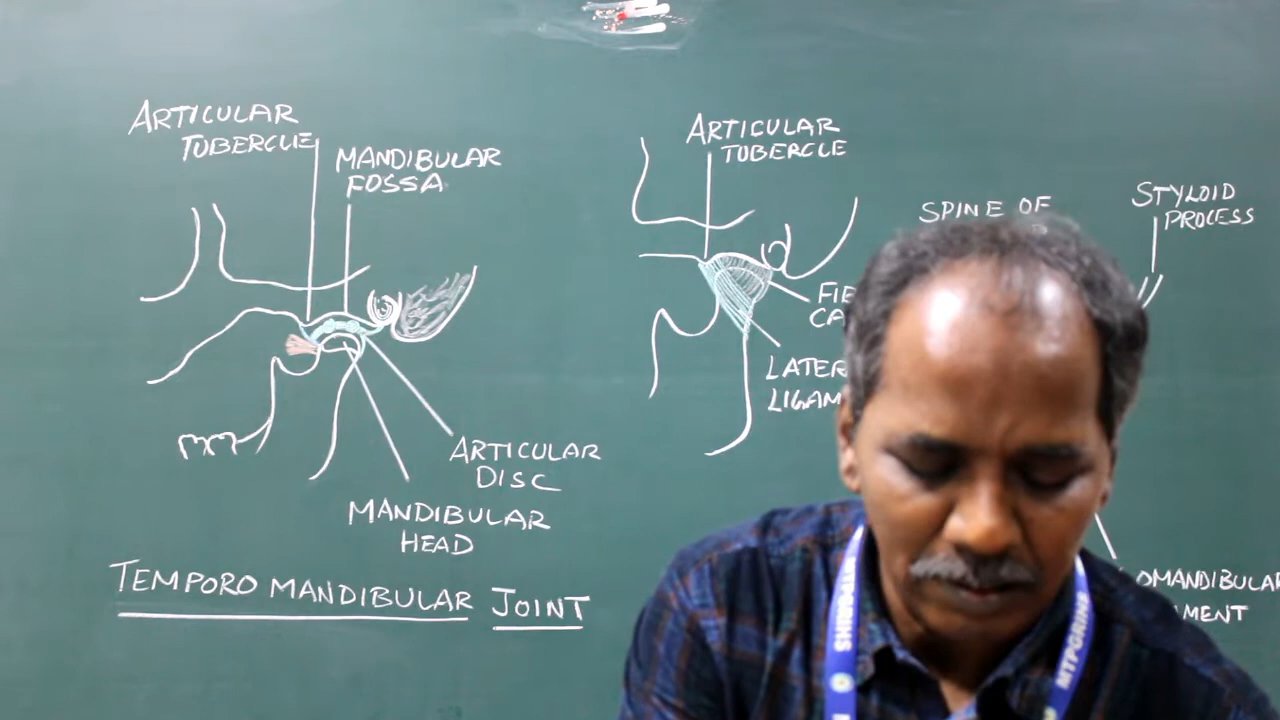 ARTICULAR
TUBERCLE
MANDIBULAR
FOSSA
ARTICULAR
DISC
MANDIBULAR
HEAD
TEMPORO MANDIBULAR JOINT
ARTICULAR
TUBERCLE
SPINE OF
STYLOID
PROCESS